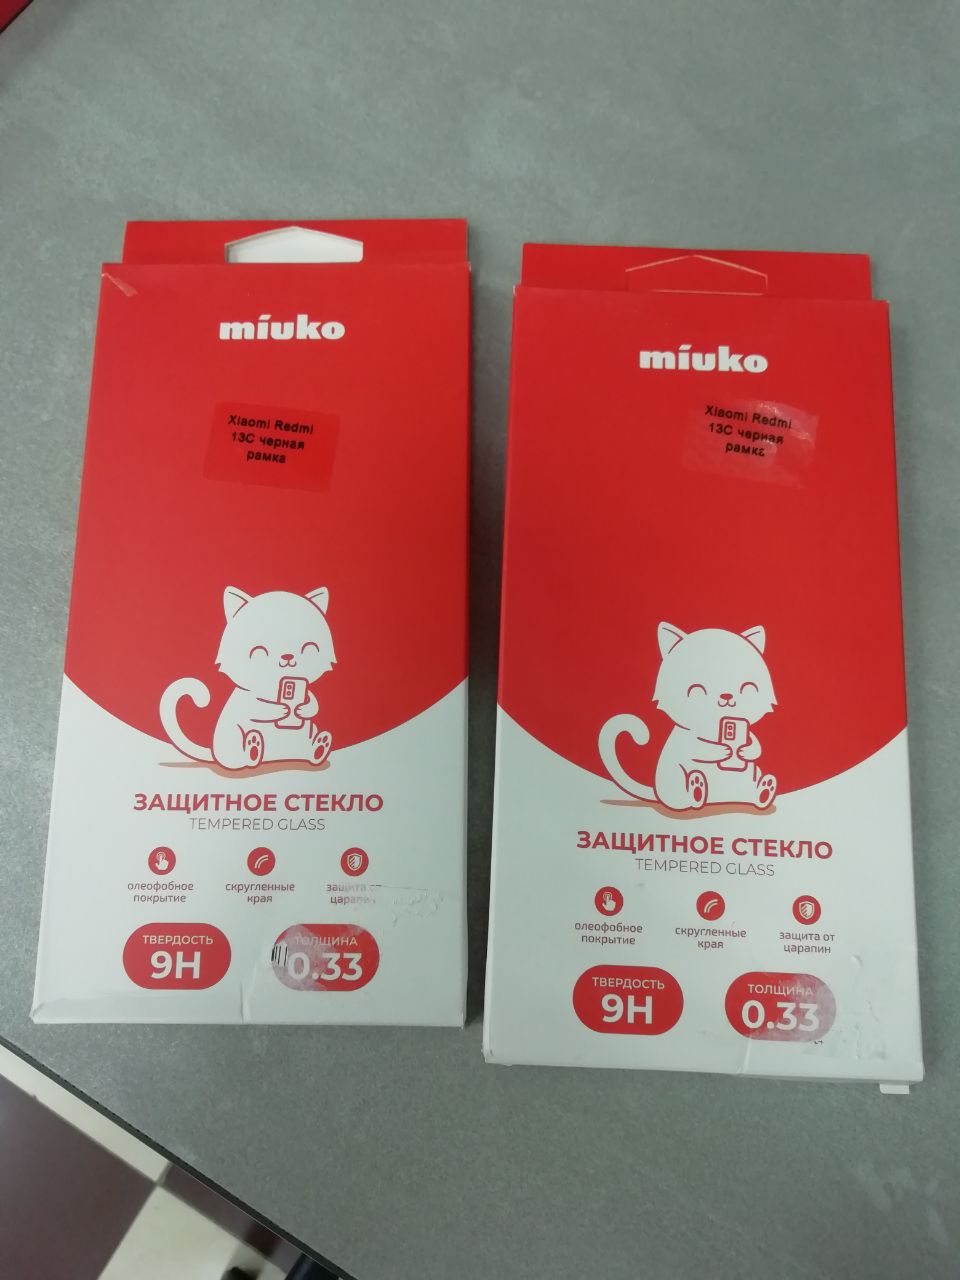 míuko
Xiaomi Redmi
13C черная
рамка
ЗАЩИТНОЕ СТЕКЛО
TEMPERED GLASS
олеофобное
покрытие
скругленные
края
защита от
царапин
ТВЕРДОСТЬ
9H
ТОЛЩИНА
0.33
míuko
Xiaomi Redmi
13C черная
рамка
ЗАЩИТНОЕ СТЕКЛО
TEMPERED GLASS
олеофобное
покрытие
скругленные
края
защита от
царапин
ТВЕРДОСТЬ
9H
ТОЛЩИНА
0.33